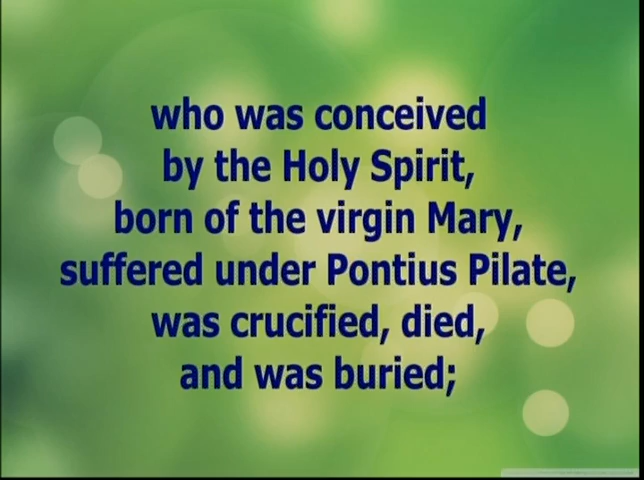 who was conceived
by the Holy Spirit,
born of the virgin Mary,
suffered under Pontius Pilate,
was crucified, died,
and was buried;